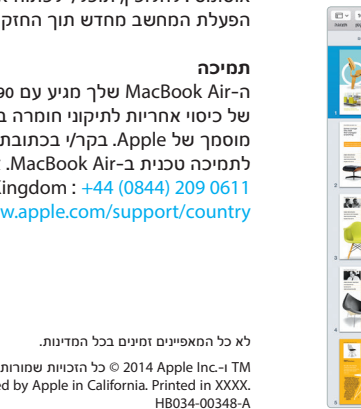 הפעלת המחשב מחדש תוך החזק
תמיכה
ה-MacBook Air שלך מגיע עם 90
של כיסוי אחריות לתיקוני חומרה ב
מוסמך של Apple. בקר/י בכתובת
לתמיכה טכנית ב-MacBook Air.
Kingdom : +44 (0844) 209 0611
w.apple.com/support/country
לא כל המאפיינים זמינים בכל המדינות.
TM ו-© 2014 Apple Inc. כל הזכויות שמורות
ed by Apple in California. Printed in XXXX.
HB034-00348-A